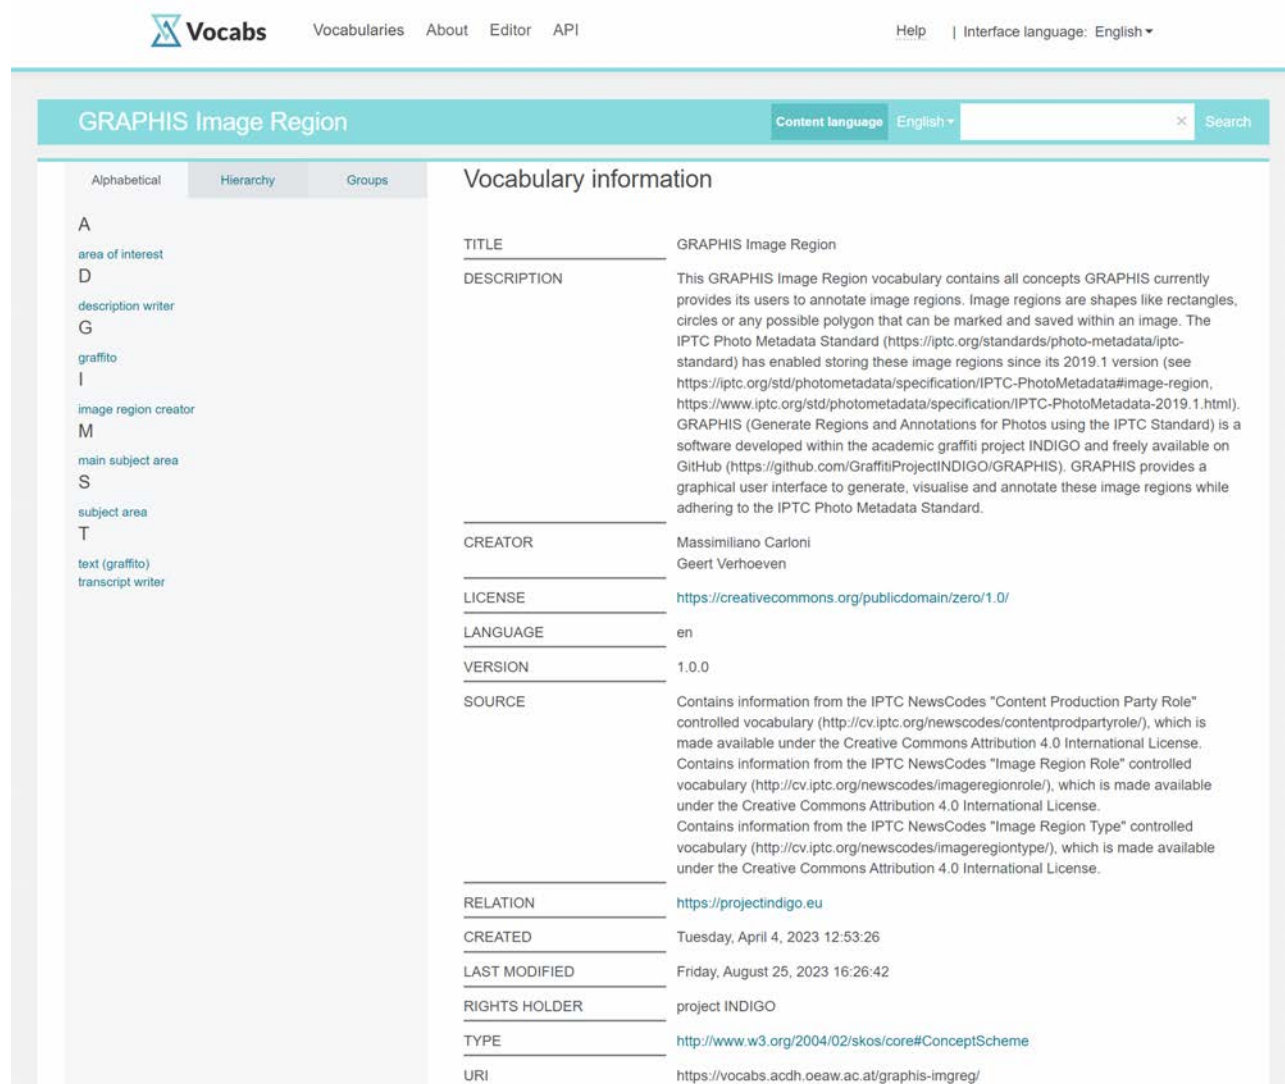 Vocabs
Vocabularies About Editor API
Help | Interface language: English
GRAPHIS Image Region
Content language English × Search
Alphabetical Hierarchy Groups
A
area of interest
D
description writer
G
graffito
I
image region creator
M
main subject area
S
subject area
T
text (graffito)
transcript writer
Vocabulary information
TITLE GRAPHIS Image Region
DESCRIPTION This GRAPHIS Image Region vocabulary contains all concepts GRAPHIS currently
provides its users to annotate image regions. Image regions are shapes like rectangles,
circles or any possible polygon that can be marked and saved within an image. The
IPTC Photo Metadata Standard (https://iptc.org/standards/photo-metadata/iptc-
standard) has enabled storing these image regions since its 2019.1 version (see
https://iptc.org/std/photometadata/specification/IPTC-PhotoMetadata#image-region,
https://www.iptc.org/std/photometadata/specification/IPTC-PhotoMetadata-2019.1.html).
GRAPHIS (Generate Regions and Annotations for Photos using the IPTC Standard) is a
software developed within the academic graffiti project INDIGO and freely available on
GitHub (https://github.com/GraffitiProjectINDIGO/GRAPHIS). GRAPHIS provides a
graphical user interface to generate, visualise and annotate these image regions while
adhering to the IPTC Photo Metadata Standard.
CREATOR Massimiliano Carloni
Geert Verhoeven
LICENSE https://creativecommons.org/publicdomain/zero/1.0/
LANGUAGE en
VERSION 1.0.0
SOURCE Contains information from the IPTC NewsCodes "Content Production Party Role"
controlled vocabulary (http://cv.iptc.org/newscodes/contentprodpartyrole/), which is
made available under the Creative Commons Attribution 4.0 International License.
Contains information from the IPTC NewsCodes "Image Region Role" controlled
vocabulary (http://cv.iptc.org/newscodes/imageregionrole/), which is made available
under the Creative Commons Attribution 4.0 International License.
Contains information from the IPTC NewsCodes "Image Region Type" controlled
vocabulary (http://cv.iptc.org/newscodes/imageregiontype/), which is made available
under the Creative Commons Attribution 4.0 International License.
RELATION https://projectindigo.eu
CREATED Tuesday, April 4, 2023 12:53:26
LAST MODIFIED Friday, August 25, 2023 16:26:42
RIGHTS HOLDER project INDIGO
TYPE http://www.w3.org/2004/02/skos/core#ConceptScheme
URI https://vocabs.acdh.oeaw.ac.at/graphis-imgreg/